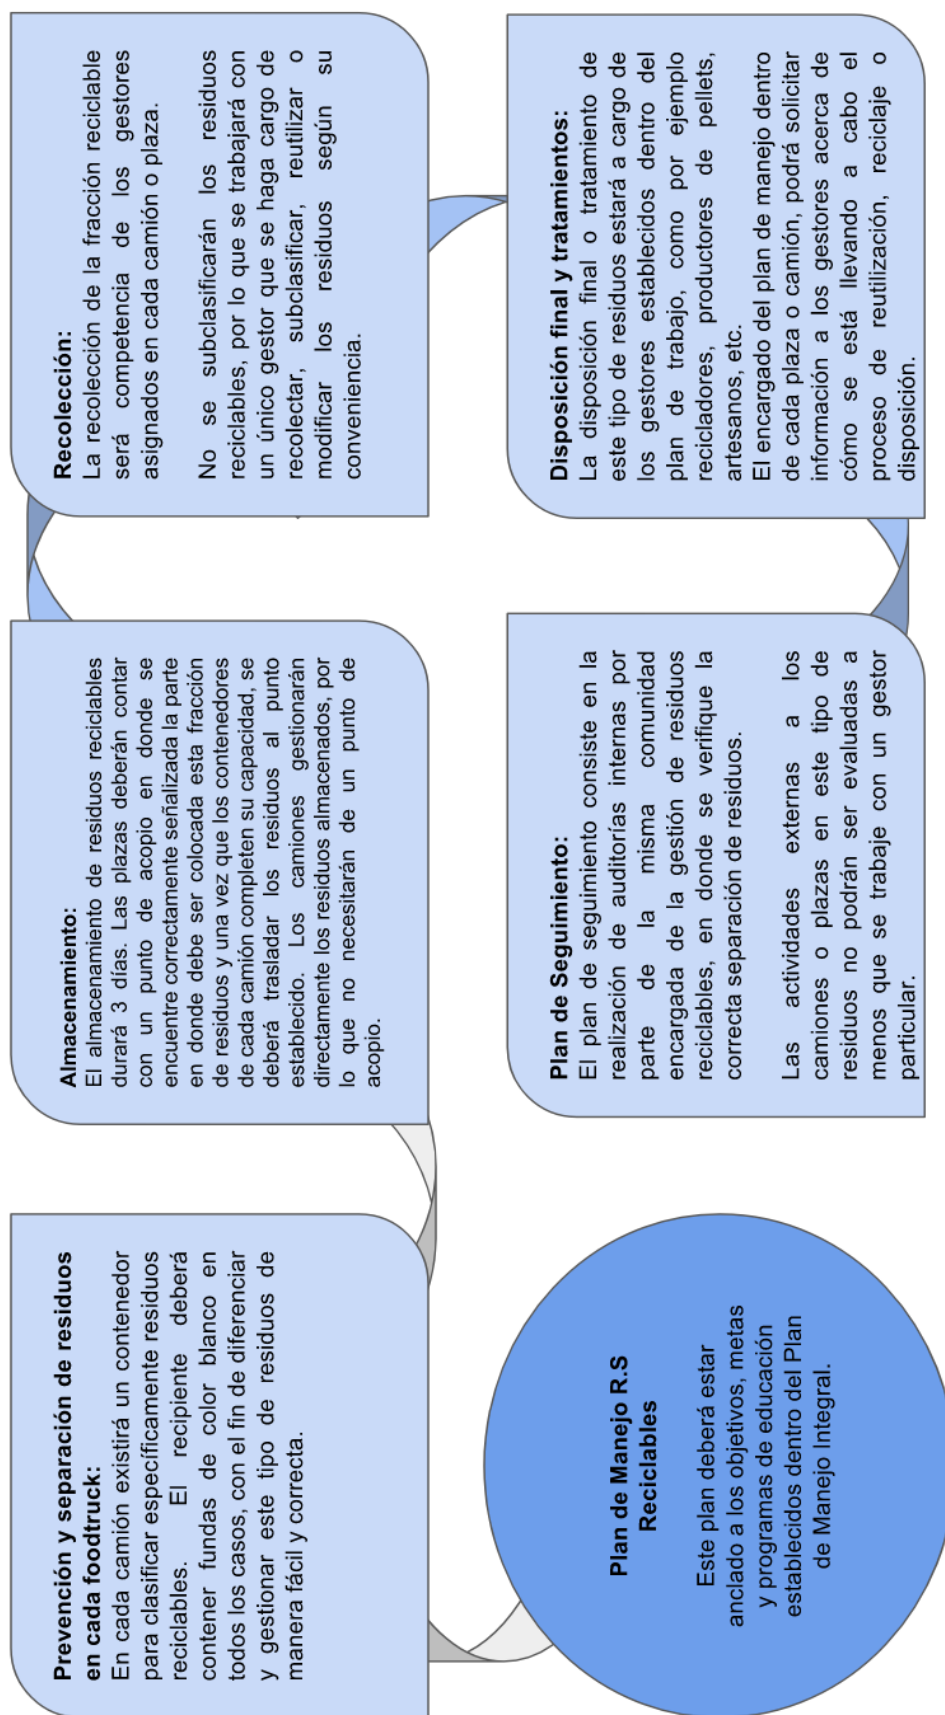 Plan de Manejo R.S
Reciclables
Este plan deberá estar
anclado a los objetivos, metas
y programas de educación
establecidos dentro del Plan
de Manejo Integral.
Prevención y separación de residuos
en cada foodtruck:
En cada camión existirá un contenedor
para clasificar específicamente residuos
reciclables. El recipiente deberá
contener fundas de color blanco en
todos los casos, con el fin de diferenciar
y gestionar este tipo de residuos de
manera fácil y correcta.
Almacenamiento:
El almacenamiento de residuos reciclables
durará 3 días. Las plazas deberán contar
con un punto de acopio en donde se
encuentre correctamente señalizada la parte
en donde debe ser colocada esta fracción
de residuos y una vez que los contenedores
de cada camión completen su capacidad, se
deberá trasladar los residuos al punto
establecido. Los camiones gestionarán
directamente los residuos almacenados, por
lo que no necesitarán de un punto de
acopio.
Recolección:
La recolección de la fracción reciclable
será competencia de los gestores
asignados en cada camión o plaza.
No se subclasificarán los residuos
reciclables, por lo que se trabajará con
un único gestor que se haga cargo de
recolectar, subclasificar, reutilizar o
modificar los residuos según su
conveniencia.
Disposición final y tratamientos:
La disposición final o tratamiento de
este tipo de residuos estará a cargo de
los gestores establecidos dentro del
plan de trabajo, como por ejemplo
recicladores, productores de pellets,
artesanos, etc.
El encargado del plan de manejo dentro
de cada plaza o camión, podrá solicitar
información a los gestores acerca de
cómo se está llevando a cabo el
proceso de reutilización, reciclaje o
disposición.
Plan de Seguimiento:
El plan de seguimiento consiste en la
realización de auditorías internas por
parte de la misma comunidad
encargada de la gestión de residuos
reciclables, en donde se verifique la
correcta separación de residuos.
Las actividades externas a los
camiones o plazas en este tipo de
residuos no podrán ser evaluadas a
menos que se trabaje con un gestor
particular.